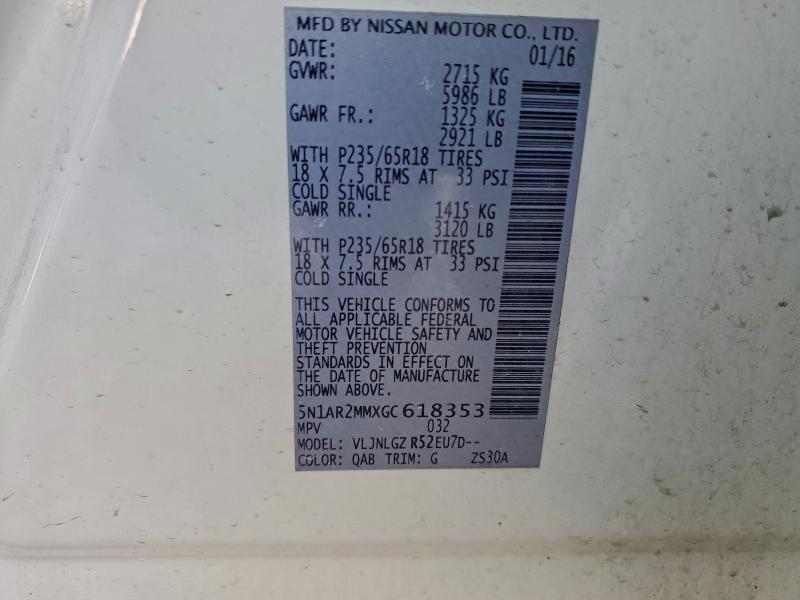 MFD BY NISSAN MOTOR CO., LTD.
DATE: 01/16
GVWR: 2715 KG
5986 LB
GAWR FR.: 1325 KG
2921 LB
WITH P235/65R18 TIRES
18 X 7.5 RIMS AT 33 PSI
COLD SINGLE
GAWR RR.: 1415 KG
3120 LB
WITH P235/65R18 TIRES
18 X 7.5 RIMS AT 33 PSI
COLD SINGLE
THIS VEHICLE CONFORMS TO
ALL APPLICABLE FEDERAL
MOTOR VEHICLE SAFETY AND
THEFT PREVENTION
STANDARDS IN EFFECT ON
THE DATE OF MANUFACTURE
SHOWN ABOVE.
5N1AR2MMXGC 618353
MPV 032
MODEL: VLJNLGZ R52EU7D--
COLOR: QAB TRIM: G ZS30A